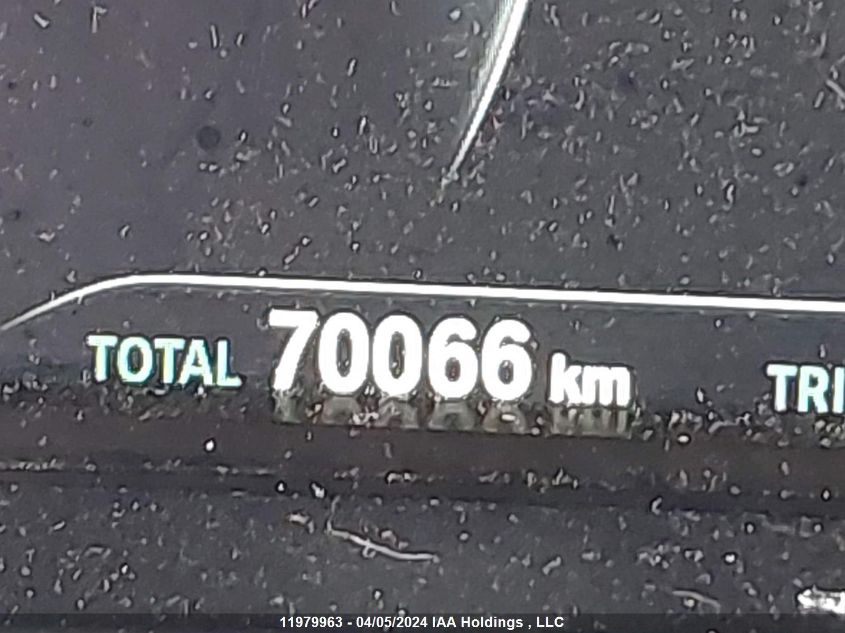 TOTAL 70066 km TRI
11979963 - 04/05/2024 IAA Holdings , LLC